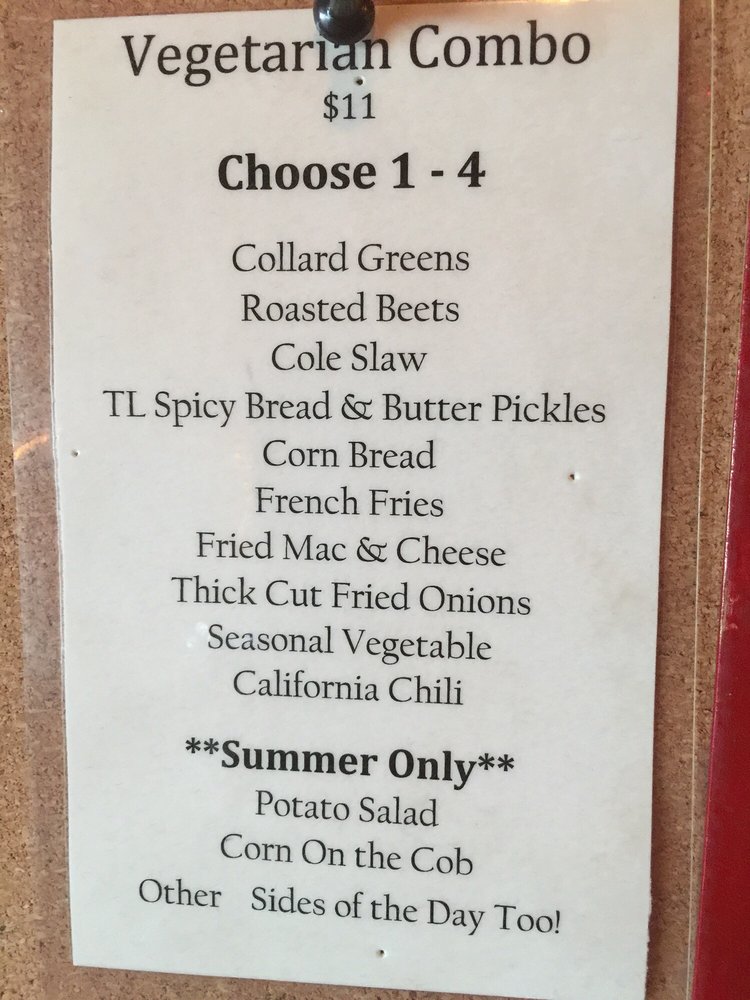 Vegetarian Combo
$11
Choose 1 - 4
Collard Greens
Roasted Beets
Cole Slaw
TL Spicy Bread & Butter Pickles
Corn Bread
French Fries
Fried Mac & Cheese
Thick Cut Fried Onions
Seasonal Vegetable
California Chili
**Summer Only**
Potato Salad
Corn On the Cob
Other Sides of the Day Too!